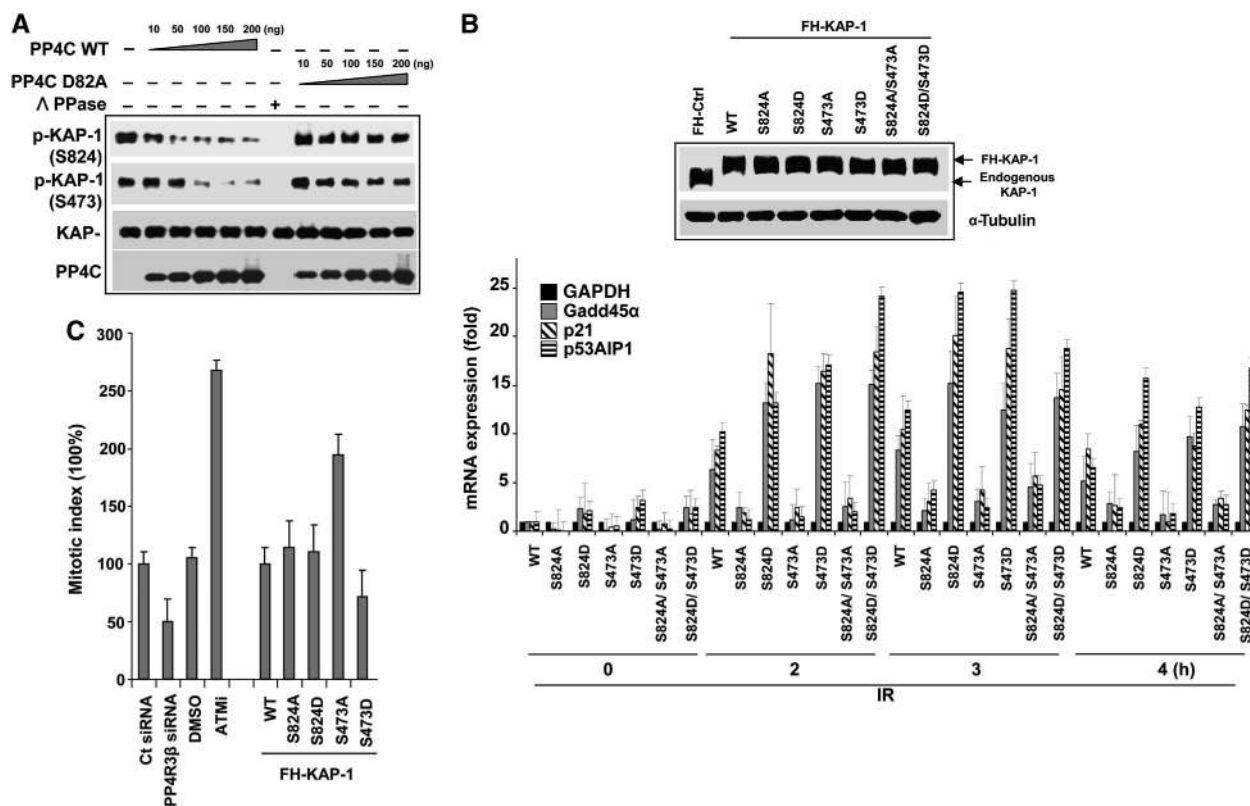 A
10 50 100 150 200 (ng)
PP4C WT –
–
–
–
–
–
–
10 50 100 150 200 (ng)
PP4C D82A – – – – – – –
Λ PPase – – – – – – + – – – – –
p-KAP-1
(S824)
p-KAP-1
(S473)
KAP-
PP4C
B
FH-KAP-1
FH-Ctrl
WT
S824A
S824D
S473A
S473D
S824A/S473A
S824D/S473D
FH-KAP-1
Endogenous
KAP-1
α-Tubulin
mRNA expression (fold)
25
20
15
10
5
0
GAPDH
Gadd45α
p21
p53AIP1
WT
S824A
S824D
S473A
S473D
S824A/ S473A
S824D/ S473D
WT
S824A
S824D
S473A
S473D
S824A/ S473A
S824D/ S473D
WT
S824A
S824D
S473A
S473D
S824A/ S473A
S824D/ S473D
WT
S824A
S824D
S473A
S473D
S824A/ S473A
S824D/ S473D
0 2 3 4 (h)
IR
C
Mitotic index (100%)
300
250
200
150
100
50
0
Ct siRNA
PP4R3β siRNA
DMSO
ATMi
WT
S824A
S824D
S473A
S473D
FH-KAP-1